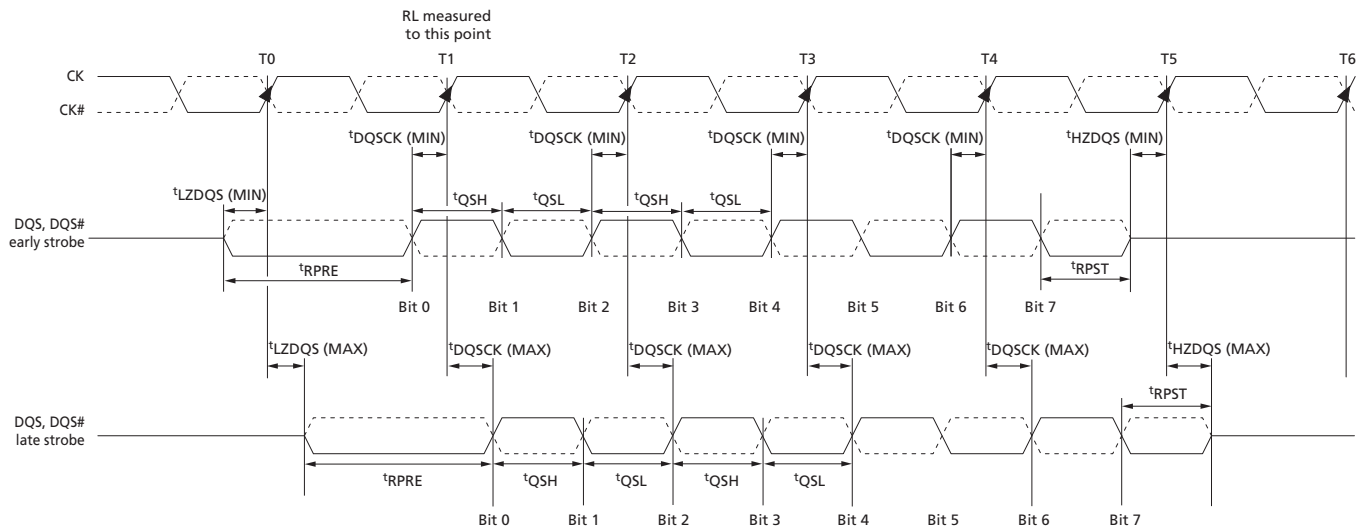 RL measured
to this point
T0 T1 T2 T3 T4 T5 T6
CK
CK#
tDQSCK (MIN) tDQSCK (MIN) tDQSCK (MIN) tDQSCK (MIN) tHZDQS (MIN)
tLZDQS (MIN)
tQSH tQSL tQSH tQSL
DQS, DQS#
early strobe
tRPRE tRPST
Bit 0 Bit 1 Bit 2 Bit 3 Bit 4 Bit 5 Bit 6 Bit 7
tLZDQS (MAX) tDQSCK (MAX) tDQSCK (MAX) tDQSCK (MAX) tDQSCK (MAX) tHZDQS (MAX)
tRPST
DQS, DQS#
late strobe
tRPRE tQSH tQSL tQSH tQSL
Bit 0 Bit 1 Bit 2 Bit 3 Bit 4 Bit 5 Bit 6 Bit 7